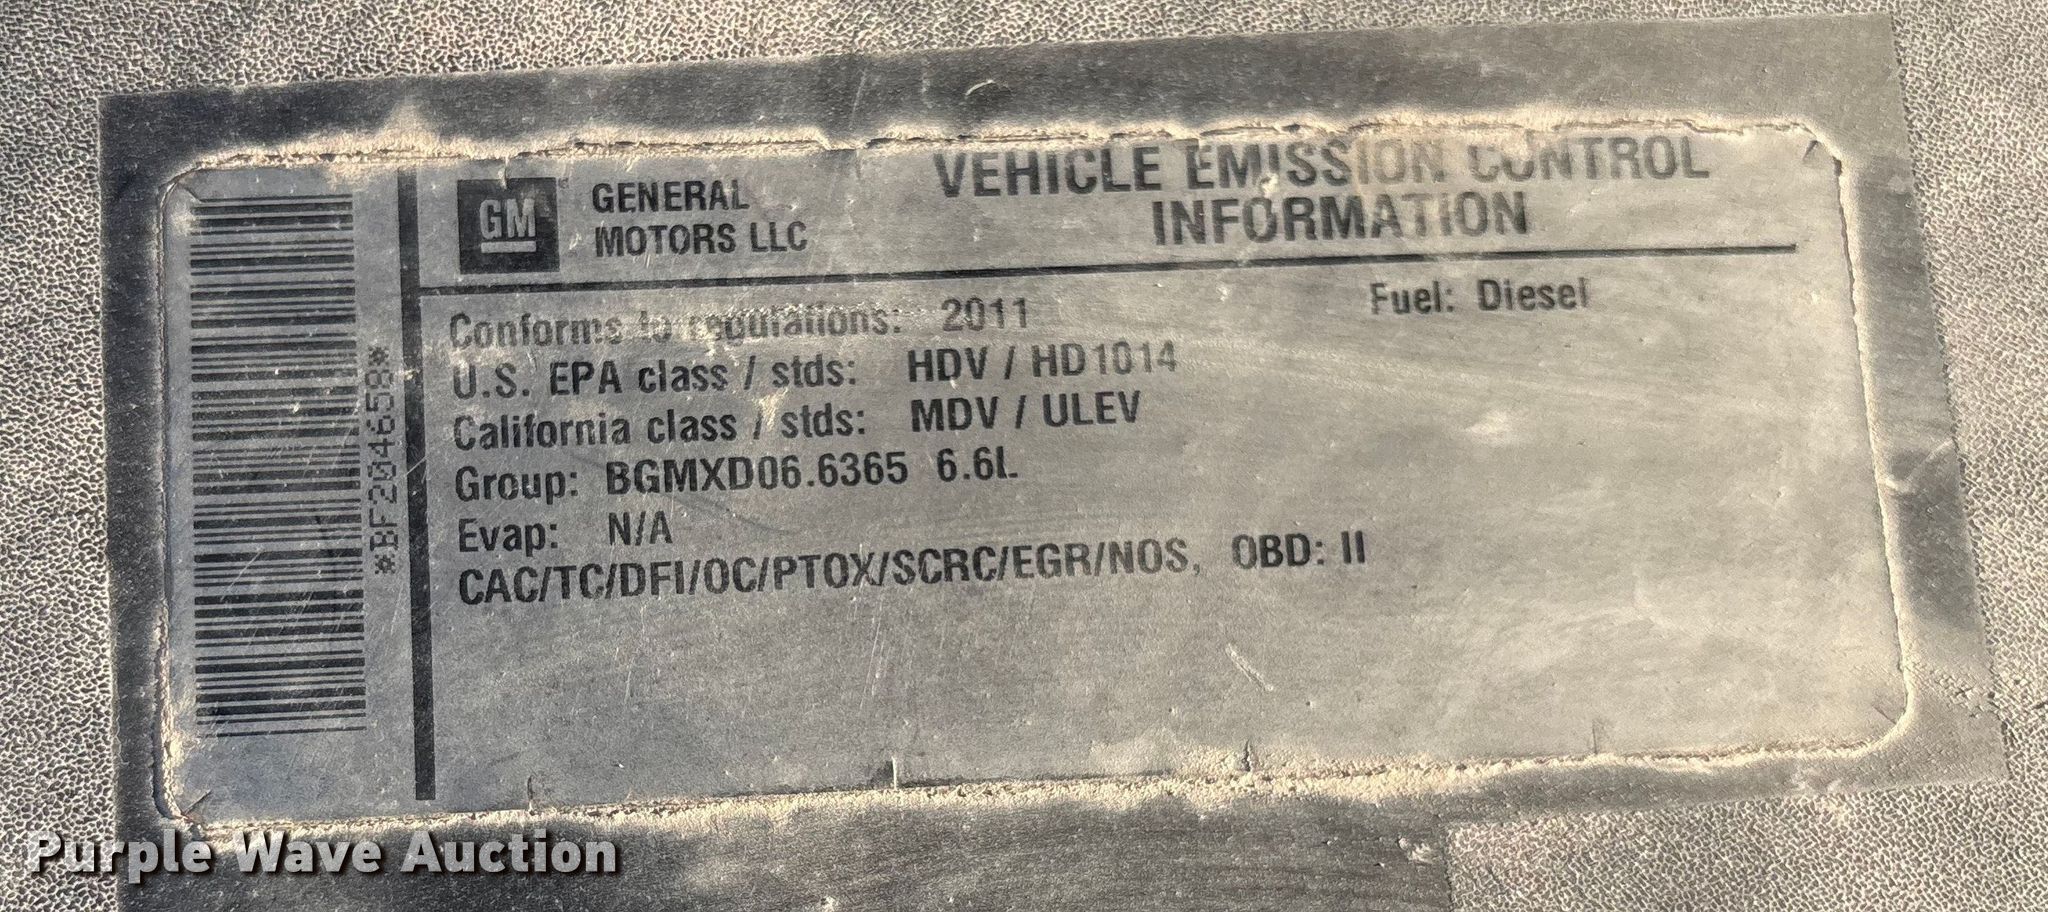 GM
GENERAL
MOTORS LLC
VEHICLE EMISSION CONTROL
INFORMATION
Conforms to regulations: 2011
Fuel: Diesel
U.S. EPA class / stds: HDV / HD1014
California class / stds: MDV / ULEV
Group: BGMXD06.6365 6.6L
Evap: N/A
CAC/TC/DFI/OC/PTOX/SCRC/EGR/NOS, OBD: II
*BF204658*
Purple Wave Auction